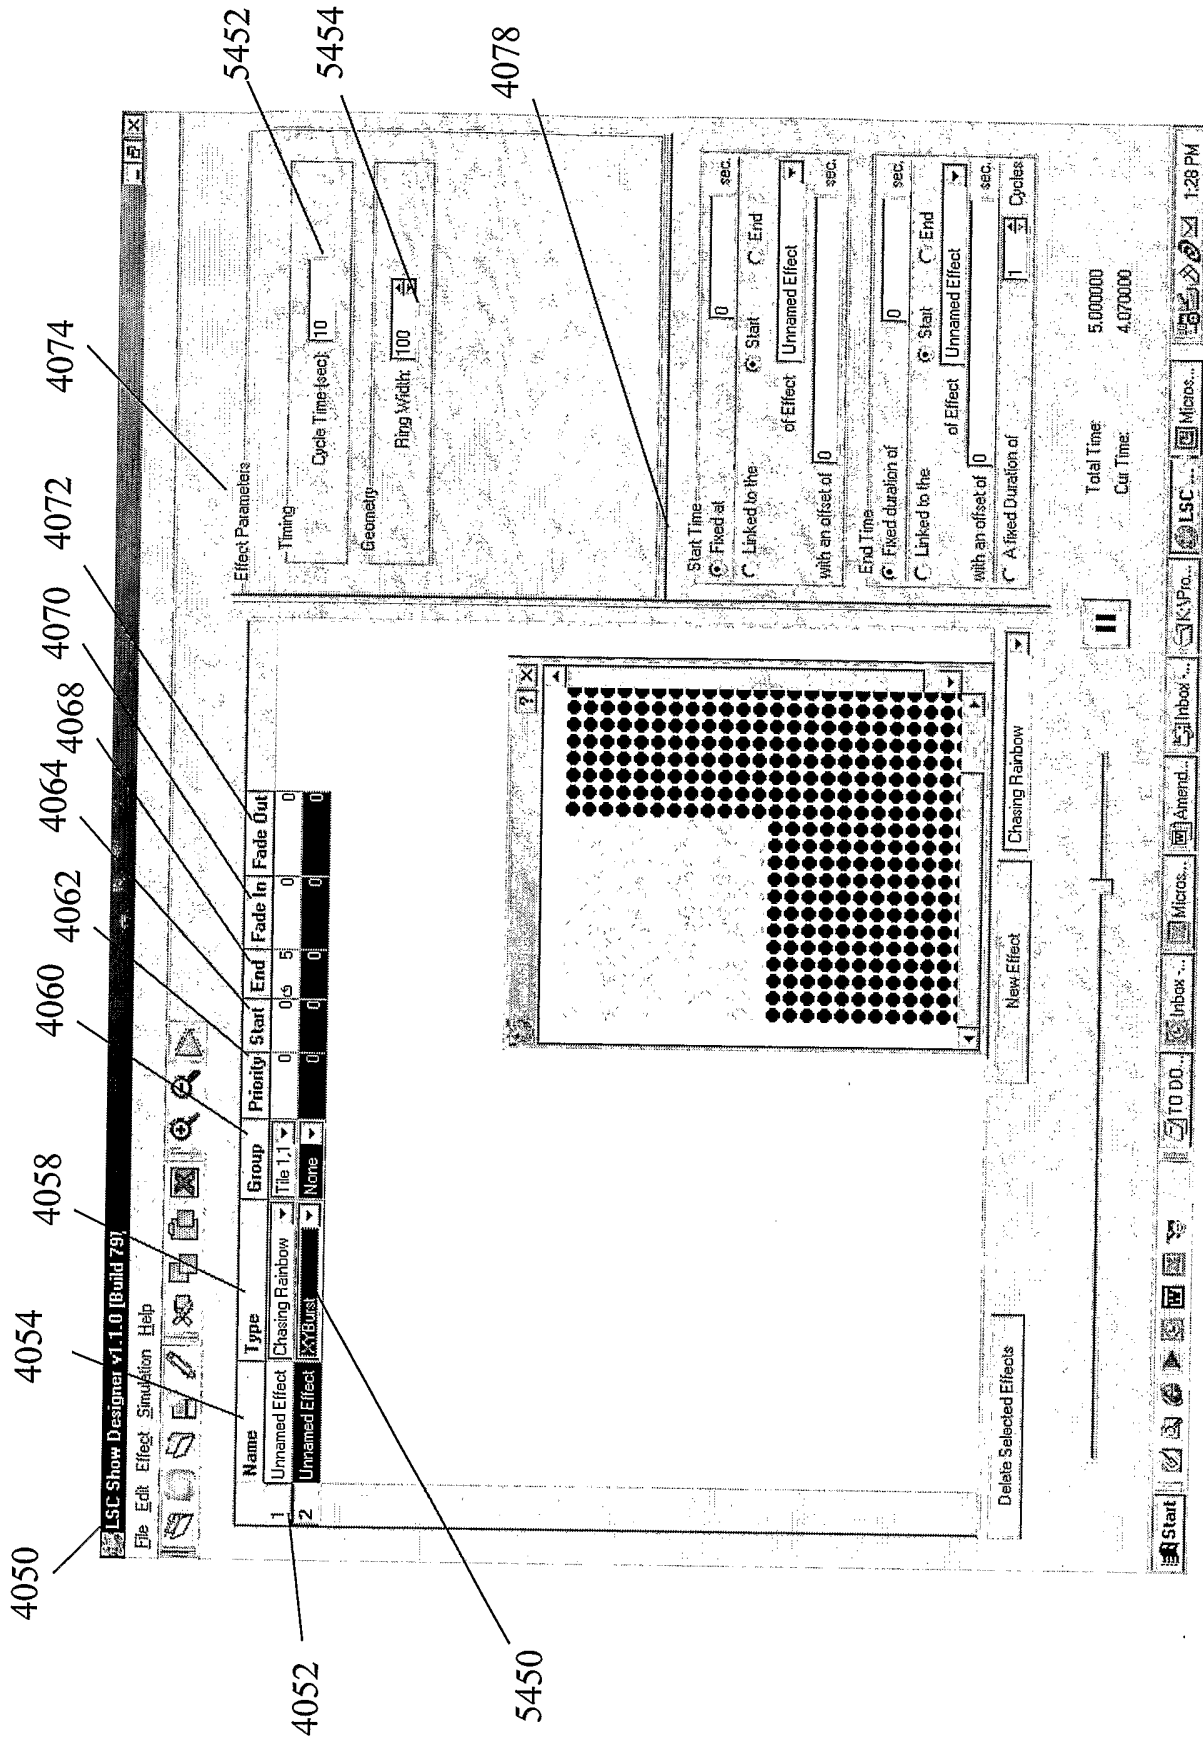 4050
4054
4058
4060
4062
4064
4068
4070
4072
4074
5452
5454
4078
4052
5450
LSC Show Designer v1.1.0 [Build 79]
File Edit Effect Simulation Help
Name Type Group Priority Start End Fade In Fade Out
1 Unnamed Effect Chasing Rainbow Tile 1,1 0 0 5 0 0
2 Unnamed Effect XYBurst None 0 0 0 0 0
Effect Parameters
Timing
Cycle Time (sec): 10
Geometry
Ring Width: 100
Start Time
Fixed at 0 sec.
Linked to the Start End
of Effect Unnamed Effect
with an offset of 0 sec.
End Time
Fixed duration of 0 sec.
Linked to the Start End
of Effect Unnamed Effect
with an offset of 0 sec.
A fixed Duration of 1 Cycles
Delete Selected Effects New Effect Chasing Rainbow
Total Time: 5.000000
Cur Time: 4.070000
Start TO DO... Inbox -... Micros... Amend... Inbox -... K:\Pro... LSC ... Micros... 1:28 PM